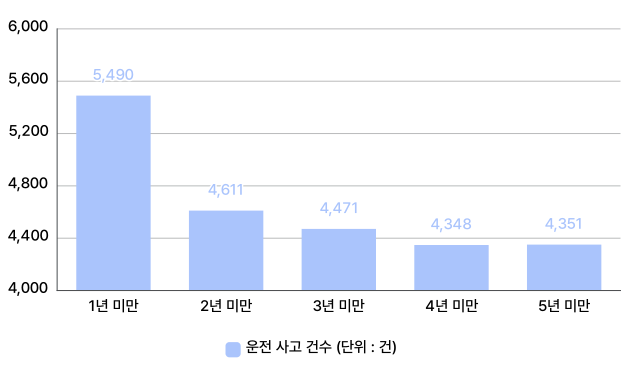 6,000
5,600
5,200
4,800
4,400
4,000
5,490
4,611
4,471
4,348
4,351
1년 미만
2년 미만
3년 미만
4년 미만
5년 미만
운전 사고 건수 (단위 : 건)